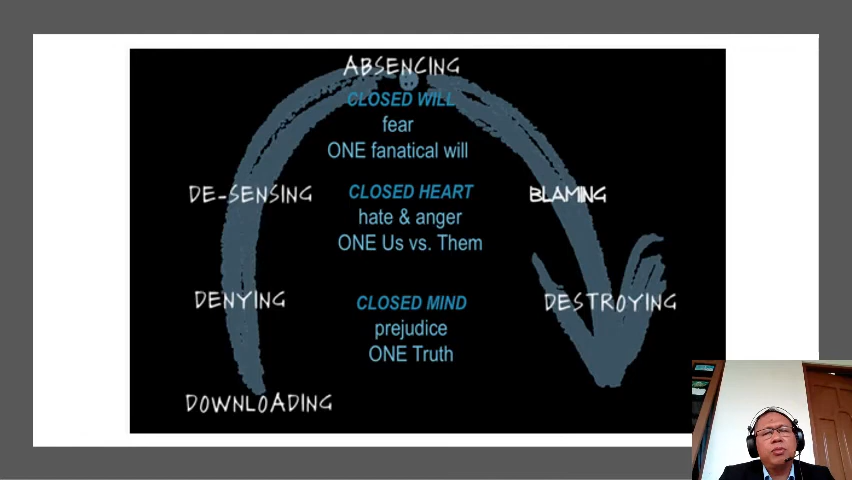 ABSENCING
CLOSED WILL
fear
ONE fanatical will
DE-SENSING
CLOSED HEART
hate & anger
ONE Us vs. Them
BLAMING
DENYING
CLOSED MIND
prejudice
ONE Truth
DESTROYING
DOWNLOADING